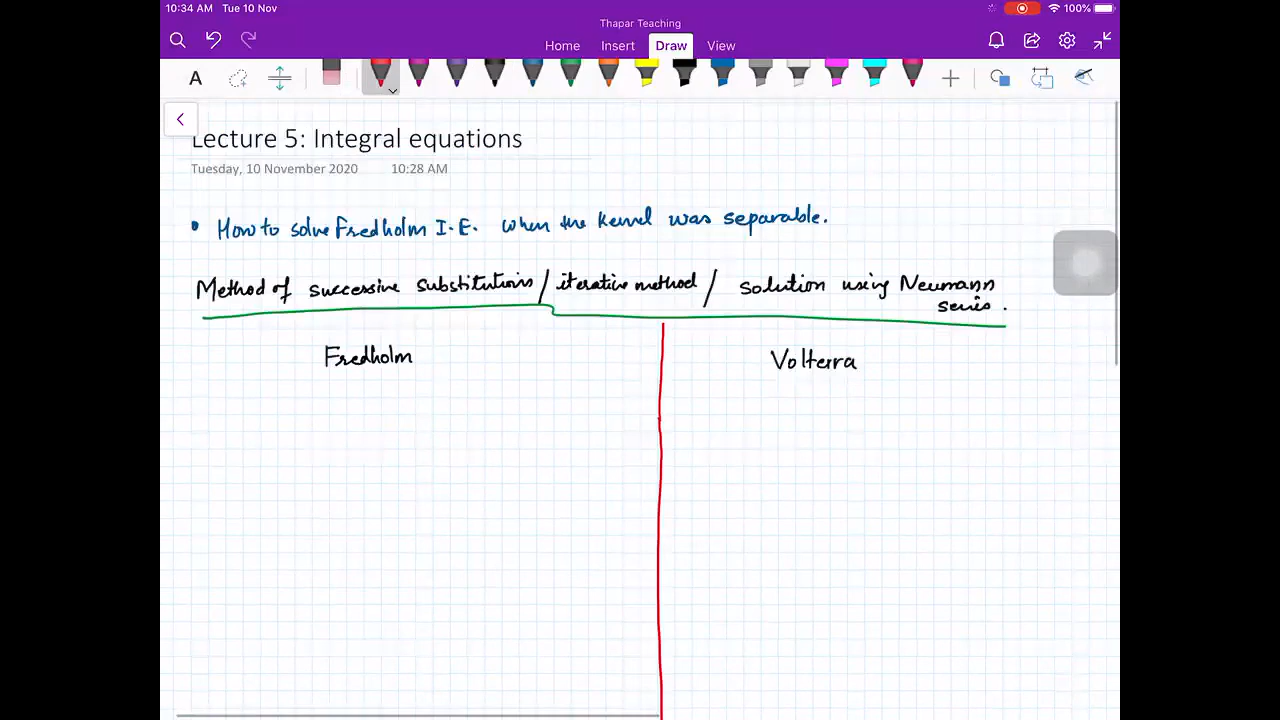 10:34 AM Tue 10 Nov
100%
Thapar Teaching
Home Insert Draw View
A
Lecture 5: Integral equations
Tuesday, 10 November 2020 10:28 AM
• How to solve Fredholm I.E. when the kernel was separable.
Method of successive substitutions / iterative method / solution using Neumann
series.
Fredholm Volterra